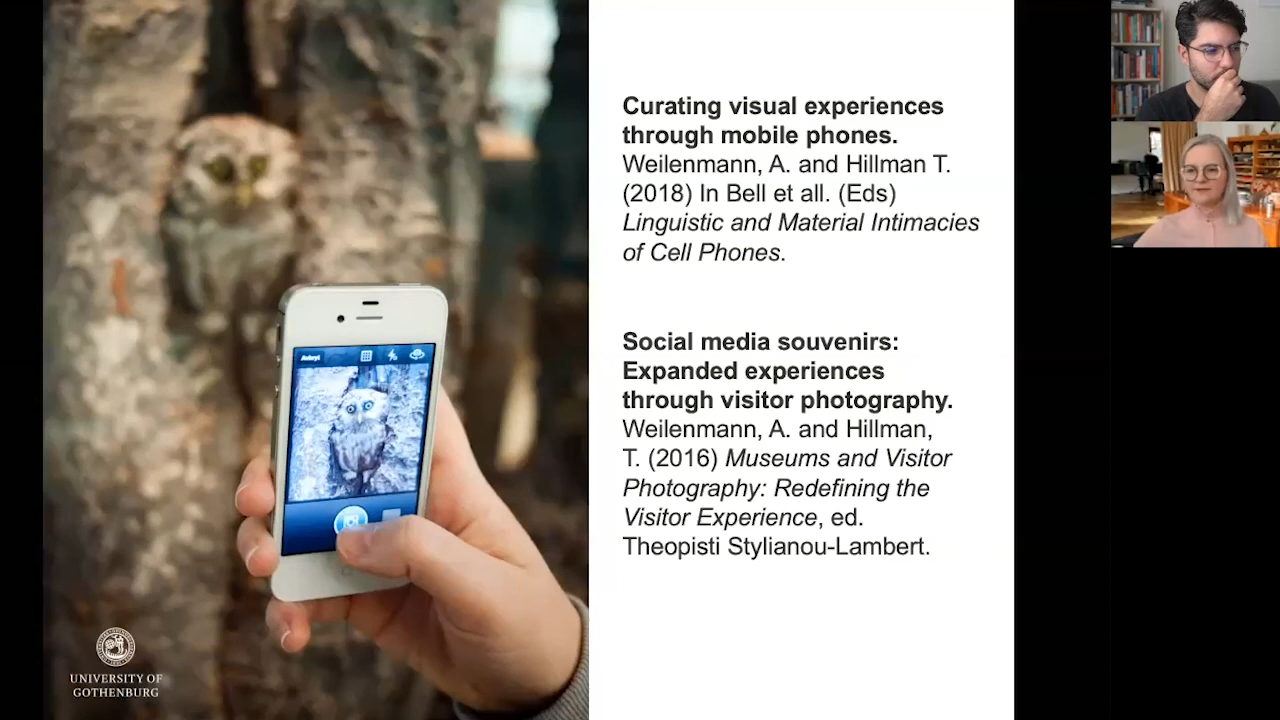 Curating visual experiences
through mobile phones.
Weilenmann, A. and Hillman T.
(2018) In Bell et all. (Eds)
Linguistic and Material Intimacies
of Cell Phones.
Social media souvenirs:
Expanded experiences
through visitor photography.
Weilenmann, A. and Hillman,
T. (2016) Museums and Visitor
Photography: Redefining the
Visitor Experience, ed.
Theopisti Stylianou-Lambert.
Avbryt
UNIVERSITY OF
GOTHENBURG